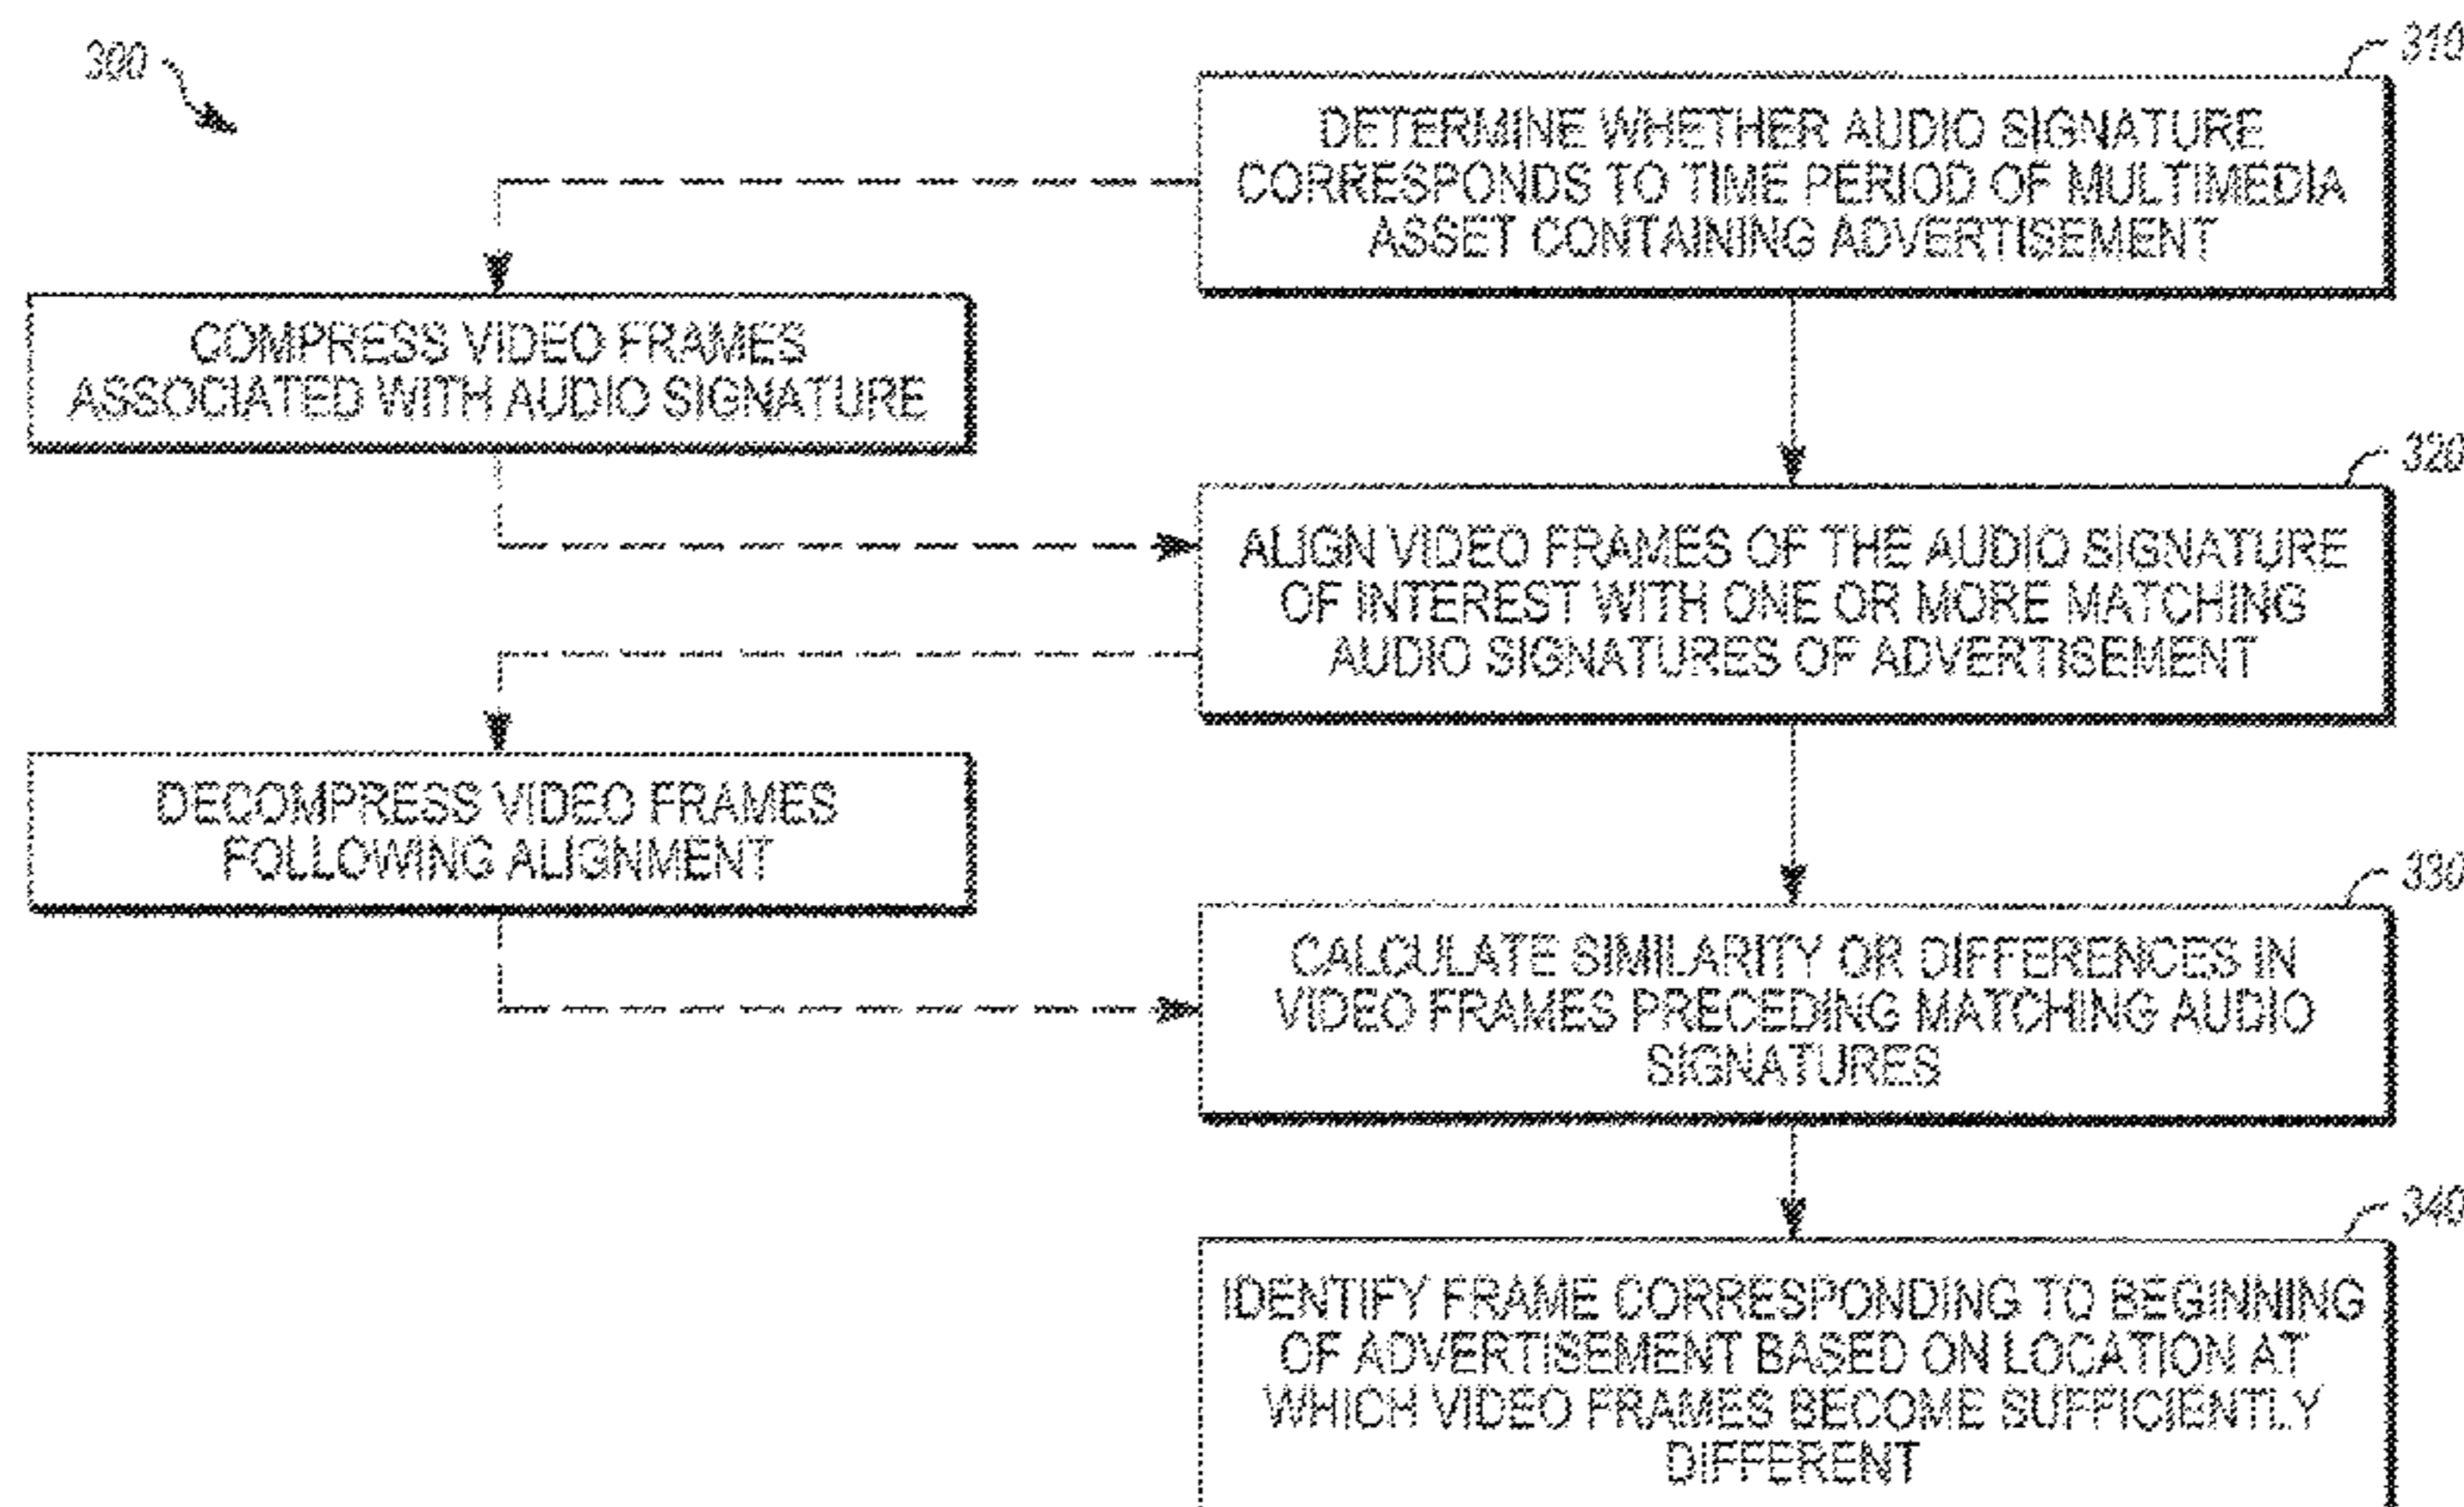 300
310
DETERMINE WHETHER AUDIO SIGNATURE
CORRESPONDS TO TIME PERIOD OF MULTIMEDIA
ASSET CONTAINING ADVERTISEMENT
COMPRESS VIDEO FRAMES
ASSOCIATED WITH AUDIO SIGNATURE
320
ALIGN VIDEO FRAMES OF THE AUDIO SIGNATURE
OF INTEREST WITH ONE OR MORE MATCHING
AUDIO SIGNATURES OF ADVERTISEMENT
DECOMPRESS VIDEO FRAMES
FOLLOWING ALIGNMENT
330
CALCULATE SIMILARITY OR DIFFERENCES IN
VIDEO FRAMES PRECEDING MATCHING AUDIO
SIGNATURES
340
IDENTIFY FRAME CORRESPONDING TO BEGINNING
OF ADVERTISEMENT BASED ON LOCATION AT
WHICH VIDEO FRAMES BECOME SUFFICIENTLY
DIFFERENT